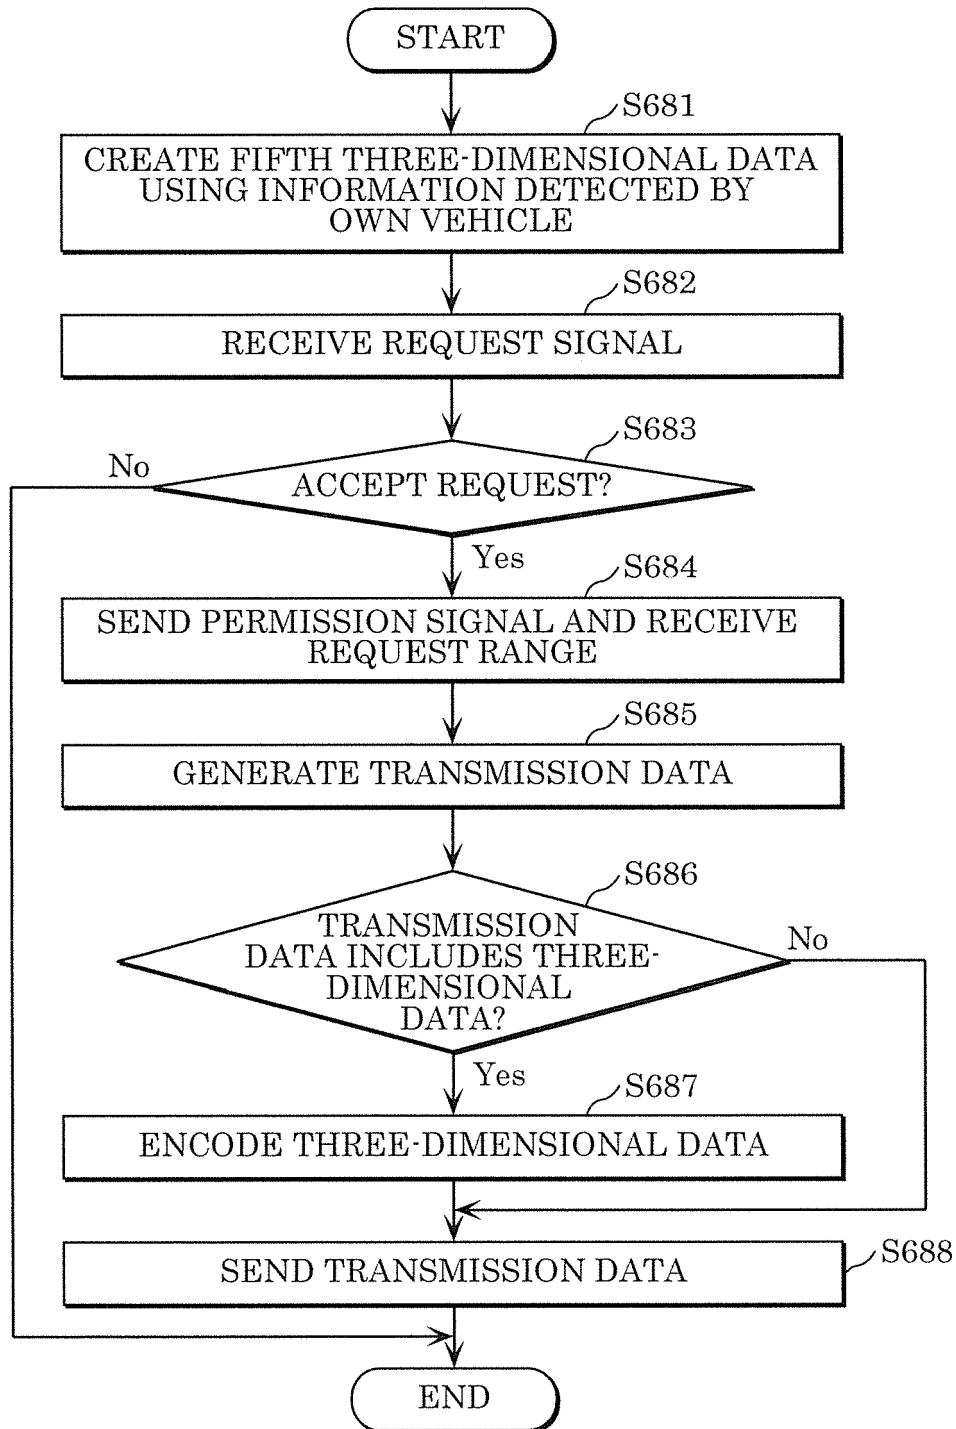 START
S681
CREATE FIFTH THREE-DIMENSIONAL DATA
USING INFORMATION DETECTED BY
OWN VEHICLE
S682
RECEIVE REQUEST SIGNAL
S683
No
ACCEPT REQUEST?
Yes
S684
SEND PERMISSION SIGNAL AND RECEIVE
REQUEST RANGE
S685
GENERATE TRANSMISSION DATA
S686
TRANSMISSION
DATA INCLUDES THREE-
DIMENSIONAL
DATA?
No
Yes
S687
ENCODE THREE-DIMENSIONAL DATA
S688
SEND TRANSMISSION DATA
END